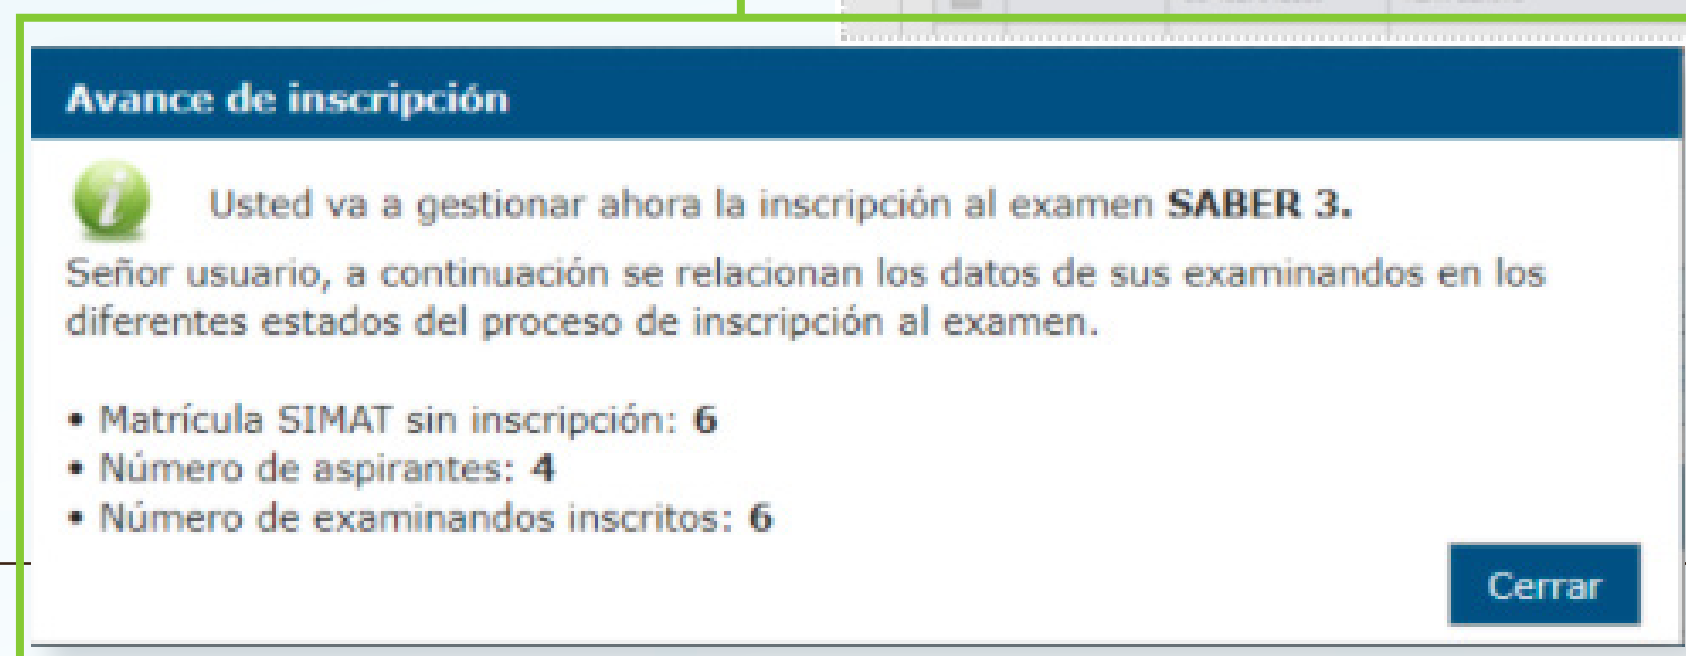 Avance de inscripción
Usted va a gestionar ahora la inscripción al examen SABER 3.
Señor usuario, a continuación se relacionan los datos de sus examinandos en los
diferentes estados del proceso de inscripción al examen.
• Matrícula SIMAT sin inscripción: 6
• Número de aspirantes: 4
• Número de examinandos inscritos: 6
Cerrar